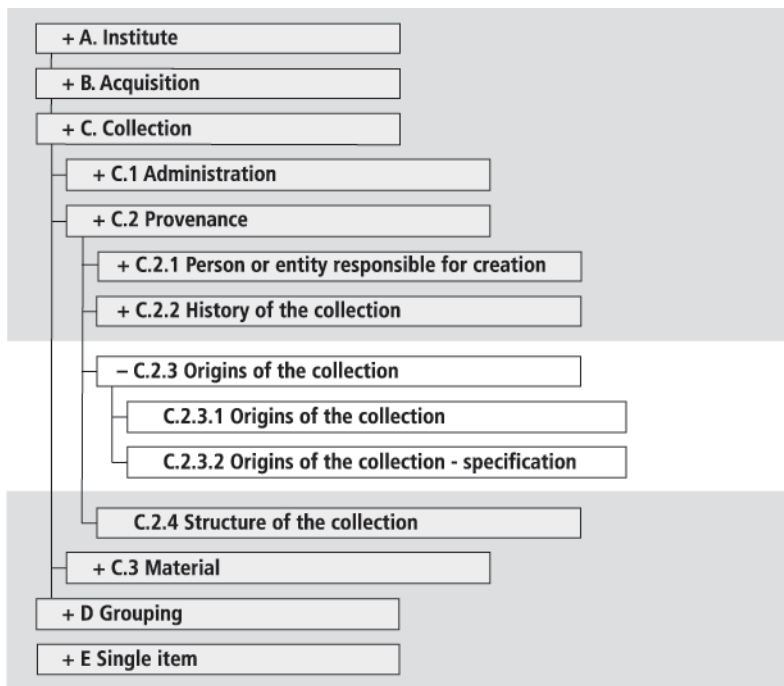 + A. Institute
+ B. Acquisition
+ C. Collection
+ C.1 Administration
+ C.2 Provenance
+ C.2.1 Person or entity responsible for creation
+ C.2.2 History of the collection
– C.2.3 Origins of the collection
C.2.3.1 Origins of the collection
C.2.3.2 Origins of the collection - specification
C.2.4 Structure of the collection
+ C.3 Material
+ D Grouping
+ E Single item